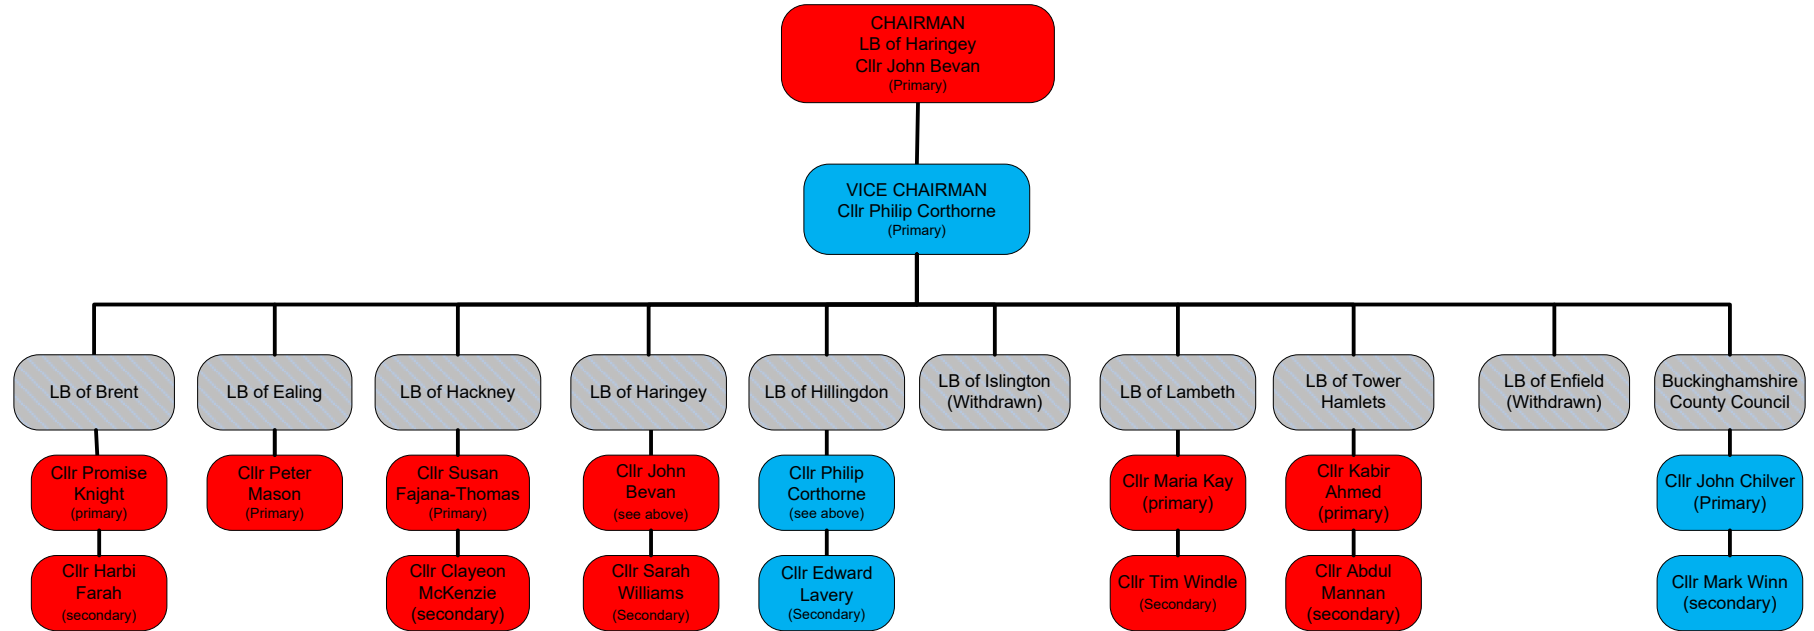 CHAIRMAN
LB of Haringey
Cllr John Bevan
(Primary)
VICE CHAIRMAN
Cllr Philip Corthorne
(Primary)
LB of Brent
LB of Ealing
LB of Hackney
LB of Haringey
LB of Hillingdon
LB of Islington
(Withdrawn)
LB of Lambeth
LB of Tower
Hamlets
LB of Enfield
(Withdrawn)
Buckinghamshire
County Council
Cllr Promise
Knight
(primary)
Cllr Peter
Mason
(Primary)
Cllr Susan
Fajana-Thomas
(Primary)
Cllr John
Bevan
(see above)
Cllr Philip
Corthorne
(see above)
Cllr Maria Kay
(primary)
Cllr Kabir
Ahmed
(primary)
Cllr John Chilver
(Primary)
Cllr Harbi
Farah
(secondary)
Cllr Clayeon
McKenzie
(secondary)
Cllr Sarah
Williams
(Secondary)
Cllr Edward
Lavery
(Secondary)
Cllr Tim Windle
(Secondary)
Cllr Abdul
Mannan
(secondary)
Cllr Mark Winn
(secondary)